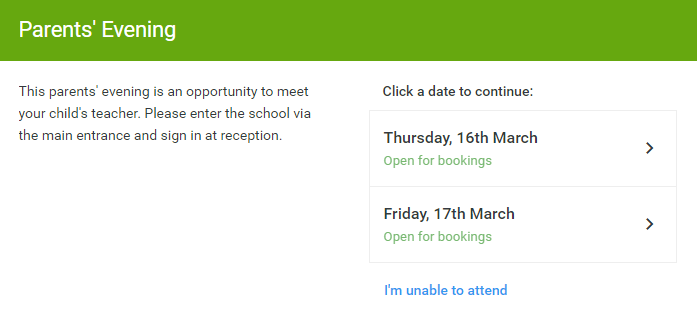 Parents' Evening
This parents' evening is an opportunity to meet
your child's teacher. Please enter the school via
the main entrance and sign in at reception.
Click a date to continue:
Thursday, 16th March
Open for bookings
Friday, 17th March
Open for bookings
I'm unable to attend